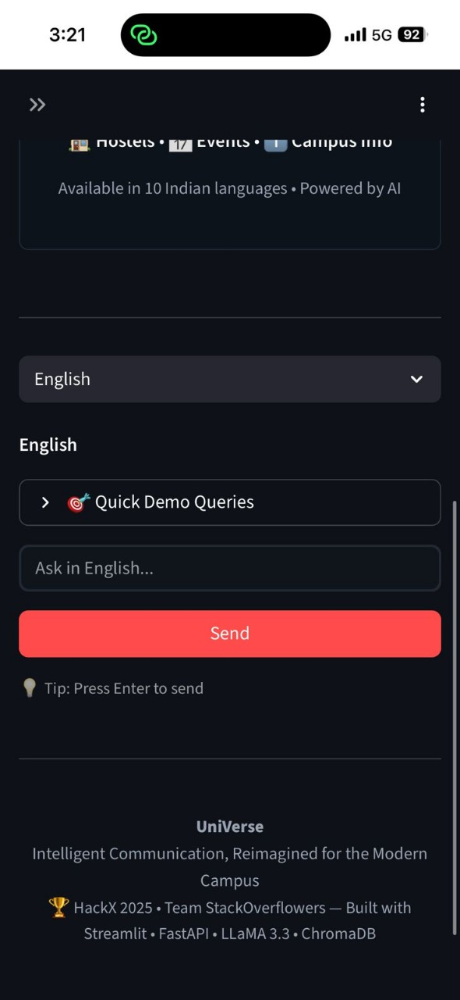 3:21 5G 92
🏨 Hostels • 📅 Events • ℹ️ Campus Info
Available in 10 Indian languages • Powered by AI
English
English
🎯 Quick Demo Queries
Ask in English...
Send
💡 Tip: Press Enter to send
UniVerse
Intelligent Communication, Reimagined for the Modern
Campus
🏆 HackX 2025 • Team StackOverflowers — Built with
Streamlit • FastAPI • LLaMA 3.3 • ChromaDB